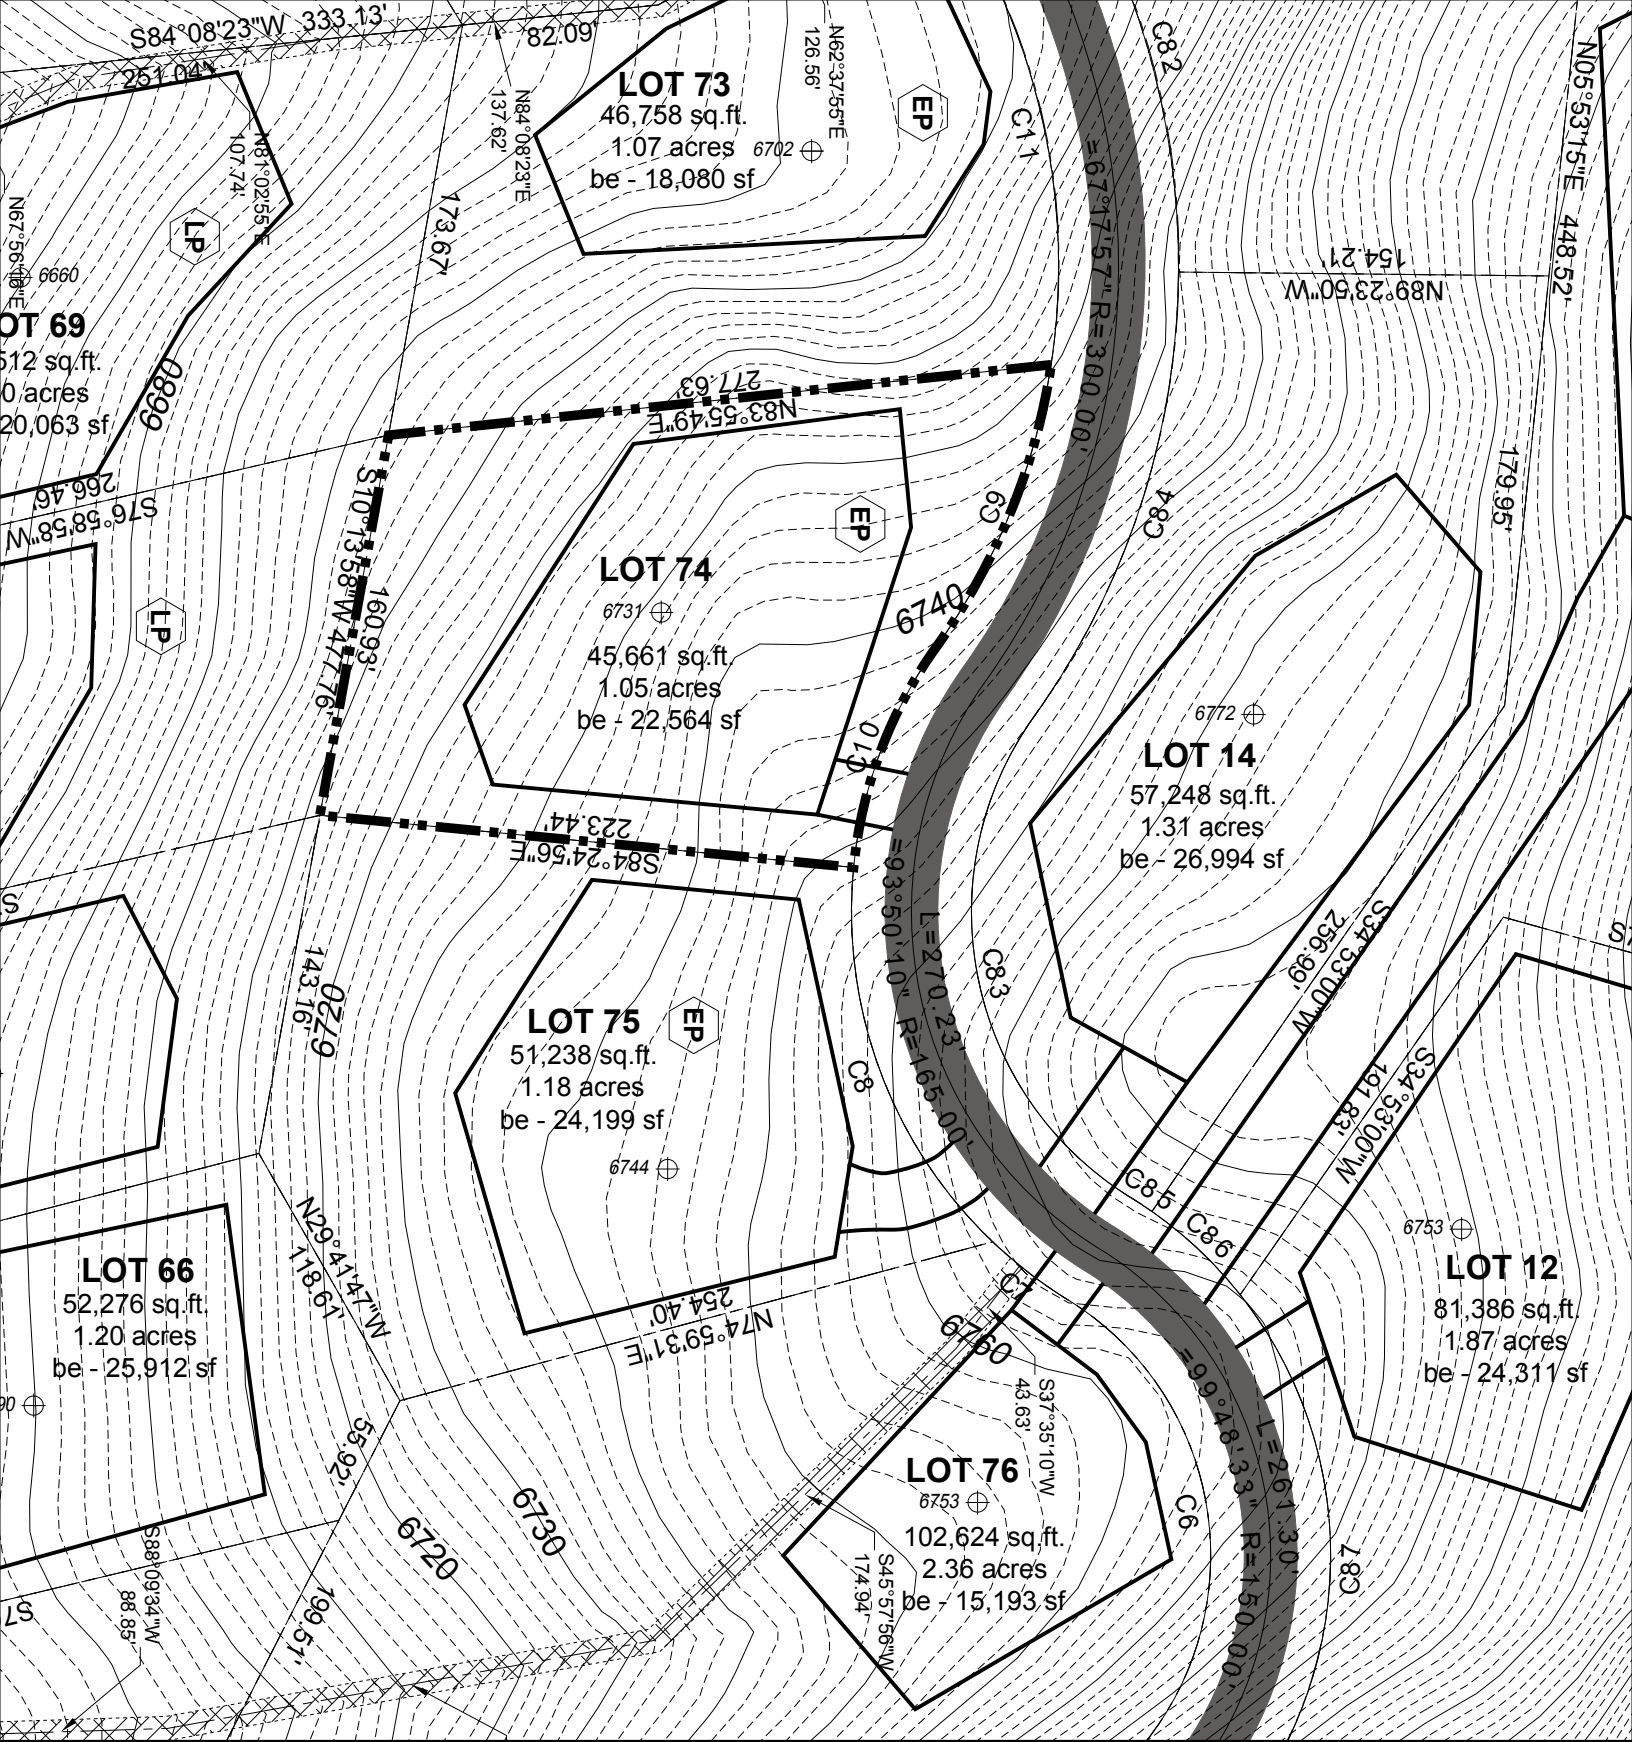 S84°08'23"W 333.13'
82.09'
251.04'
N84°08'23"E
137.62'
N62°37'55"E
126.56'
N81°02'55"E
107.74'
173.67'
LOT 73
46,758 sq.ft.
1.07 acres
6702
be - 18,080 sf
EP
C11
C82
N05°53'15"E 448.52'
154.21'
N89°23'50"W
=67°17'57" R=300.00'
LP
6660
OT 69
512 sq.ft.
0 acres
20,063 sf
6680
266.46'
S76°58'58"W
LP
277.63'
N83°55'49"E
S10°13'58"W 477.76'
160.93'
EP
C9
C84
179.95'
LOT 74
6731
45,661 sq.ft.
1.05 acres
be - 22,564 sf
6740
C10
223.44'
S84°24'56"E
6772
LOT 14
57,248 sq.ft.
1.31 acres
be - 26,994 sf
256.99'
S34°53'00"W
=93°50'10" R=165.00'
L=270.23'
C83
C8
143.16'
6720
LOT 75
51,238 sq.ft.
1.18 acres
be - 24,199 sf
EP
6744
191.83'
S34°53'00"W
C85
C86
6753
LOT 12
81,386 sq.ft.
1.87 acres
be - 24,311 sf
LOT 66
52,276 sq.ft.
1.20 acres
be - 25,912 sf
N29°41'47"W
118.61'
254.40'
N74°59'31"E
C7
6760
S37°35'10"W
43.63'
LOT 76
6753
102,624 sq.ft.
2.36 acres
be - 15,193 sf
S45°57'56"W
174.94'
C6
=99°48'33" R=150.00'
L=261.30'
C87
55.92'
6720
6730
S88°09'34"W
88.85'
199.51'
S7